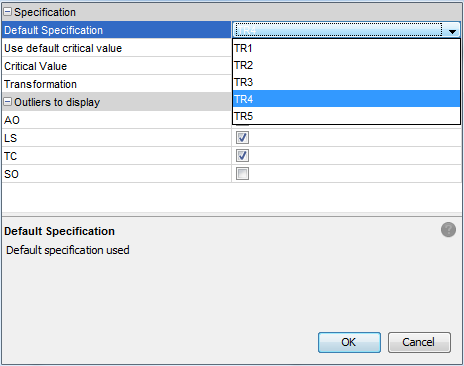 Specification
Default Specification TR4
Use default critical value TR1
TR2
Critical Value TR3
Transformation TR4
Outliers to display TR5
AO
LS
TC
SO
Default Specification
Default specification used
OK Cancel